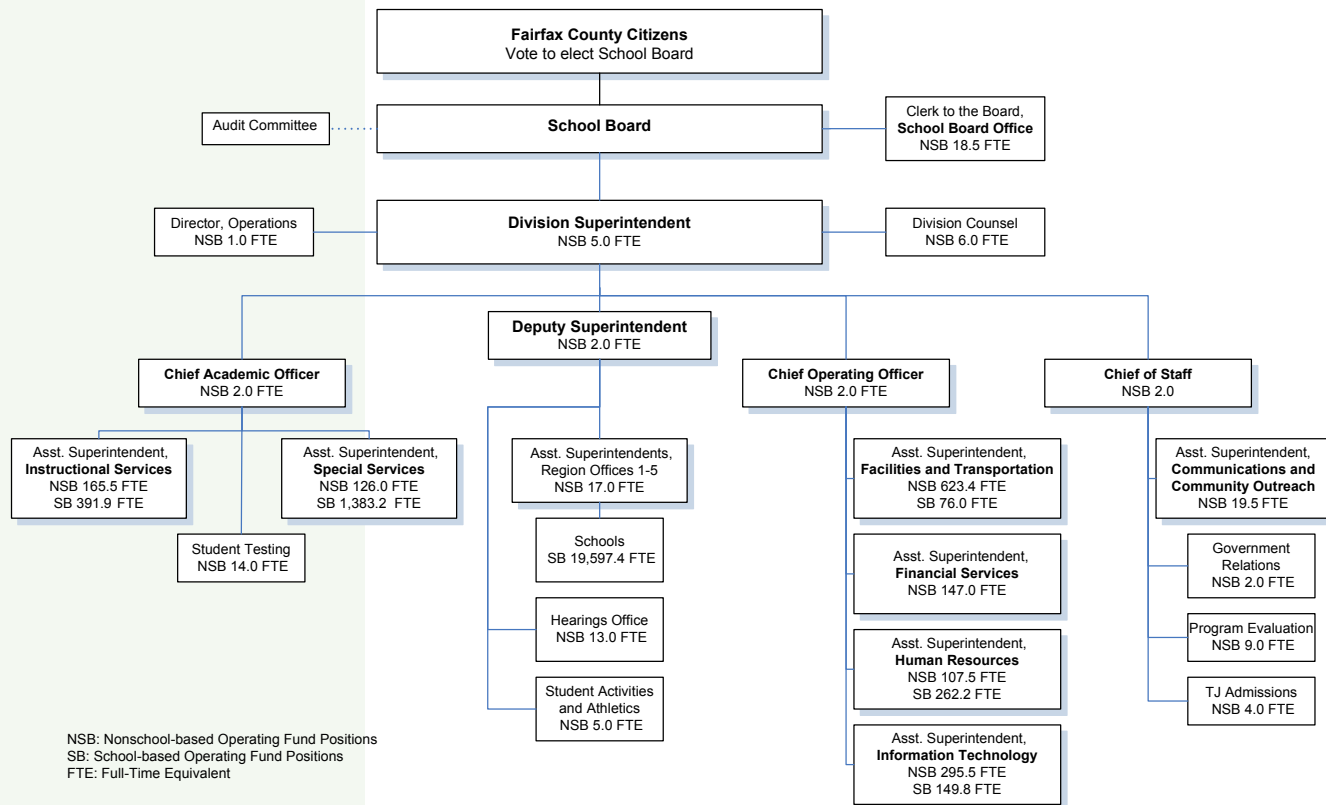 Fairfax County Citizens
Vote to elect School Board
Audit Committee
School Board
Clerk to the Board,
School Board Office
NSB 18.5 FTE
Director, Operations
NSB 1.0 FTE
Division Superintendent
NSB 5.0 FTE
Division Counsel
NSB 6.0 FTE
Deputy Superintendent
NSB 2.0 FTE
Chief Academic Officer
NSB 2.0 FTE
Chief Operating Officer
NSB 2.0 FTE
Chief of Staff
NSB 2.0
Asst. Superintendent,
Instructional Services
NSB 165.5 FTE
SB 391.9 FTE
Asst. Superintendent,
Special Services
NSB 126.0 FTE
SB 1,383.2 FTE
Student Testing
NSB 14.0 FTE
Asst. Superintendents,
Region Offices 1-5
NSB 17.0 FTE
Schools
SB 19,597.4 FTE
Hearings Office
NSB 13.0 FTE
Student Activities
and Athletics
NSB 5.0 FTE
Asst. Superintendent,
Facilities and Transportation
NSB 623.4 FTE
SB 76.0 FTE
Asst. Superintendent,
Financial Services
NSB 147.0 FTE
Asst. Superintendent,
Human Resources
NSB 107.5 FTE
SB 262.2 FTE
Asst. Superintendent,
Information Technology
NSB 295.5 FTE
SB 149.8 FTE
Asst. Superintendent,
Communications and
Community Outreach
NSB 19.5 FTE
Government
Relations
NSB 2.0 FTE
Program Evaluation
NSB 9.0 FTE
TJ Admissions
NSB 4.0 FTE
NSB: Nonschool-based Operating Fund Positions
SB: School-based Operating Fund Positions
FTE: Full-Time Equivalent